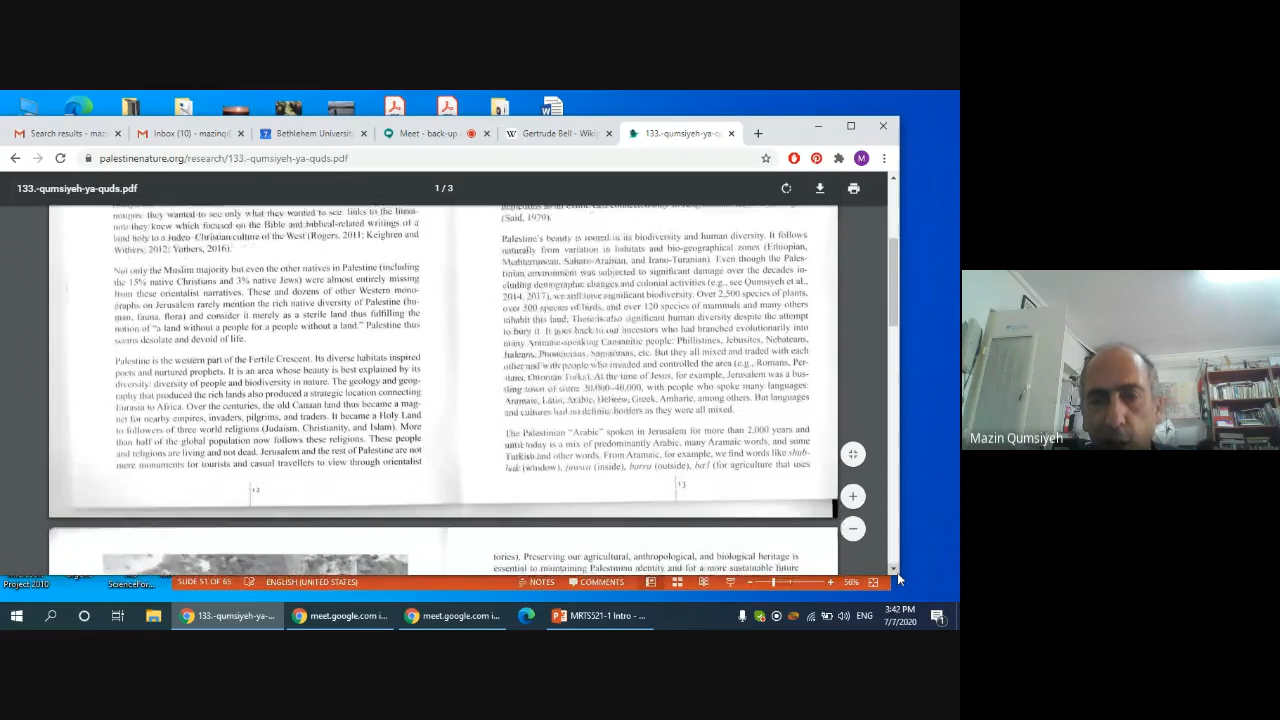 Search results - maz
Inbox (10) - mazinq@
Bethlehem Universit
Meet - back-up
Gertrude Bell - Wiki
133.-qumsiyeh-ya-q
palestinenature.org/research/133.-qumsiyeh-ya-quds.pdf
133.-qumsiyeh-ya-quds.pdf
1 / 3
notions; they wanted to see only what they wanted to see: links to the litera-
ture they knew which focused on the Bible and biblical-related writings of a
land holy to a Judeo-Christian culture of the West (Rogers, 2011; Keighren and
Withers, 2012; Yothers, 2016).
Not only the Muslim majority but even the other natives in Palestine (including
the 15% native Christians and 3% native Jews) were almost entirely missing
from these orientalist narratives. These and dozens of other Western mono-
graphs on Jerusalem rarely mention the rich native diversity of Palestine (hu-
man, fauna, flora) and consider it merely as a sterile land thus fulfilling the
notion of "a land without a people for a people without a land." Palestine thus
seems desolate and devoid of life.
Palestine is the western part of the Fertile Crescent. Its diverse habitats inspired
poets and nurtured prophets. It is an area whose beauty is best explained by its
diversity: diversity of people and biodiversity in nature. The geology and geog-
raphy that produced the rich lands also produced a strategic location connecting
Eurasia to Africa. Over the centuries, the old Canaan land thus became a mag-
net for nearby empires, invaders, pilgrims, and traders. It became a Holy Land
to followers of three world religions (Judaism, Christianity, and Islam). More
than half of the global population now follows these religions. These people
and religions are living and not dead. Jerusalem and the rest of Palestine are not
mere monuments for tourists and casual travellers to view through orientalist
12
(Said, 1979).
Palestine's beauty is rooted in its biodiversity and human diversity. It follows
naturally from variation in habitats and bio-geographical zones (Ethiopian,
Mediterranean, Saharo-Arabian, and Irano-Turanian). Even though the Pales-
tinian environment was subjected to significant damage over the decades in-
cluding demographic changes and colonial activities (e.g., see Qumsiyeh et al.,
2014, 2017), we still have significant biodiversity. Over 2,500 species of plants,
over 500 species of birds, and over 120 species of mammals and many others
inhabit this land. There is also significant human diversity despite the attempt
to bury it. It goes back to our ancestors who had branched evolutionarily into
many Aramaic-speaking Canaanitic people: Phillistines, Jebusites, Nebateans,
Judeans, Phoenicians, Samaritans, etc. But they all mixed and traded with each
other and with people who invaded and controlled the area (e.g., Romans, Per-
sians, Ottoman Turks). At the time of Jesus, for example, Jerusalem was a bus-
tling town of some 30,000-40,000, with people who spoke many languages:
Aramaic, Latin, Arabic, Hebrew, Greek, Amharic, among others. But languages
and cultures had no definite borders as they were all mixed.
The Palestinian "Arabic" spoken in Jerusalem for more than 2,000 years and
until today is a mix of predominantly Arabic, many Aramaic words, and some
Turkish and other words. From Aramaic, for example, we find words like shub-
bak (window), juwwa (inside), barra (outside), ba'l (for agriculture that uses
13
tories). Preserving our agricultural, anthropological, and biological heritage is
essential to maintaining Palestinian identity and for a more sustainable future
Project 2010
ScienceFor...
SLIDE 51 OF 65
ENGLISH (UNITED STATES)
NOTES
COMMENTS
56%
133.-qumsiyeh-ya-...
meet.google.com i...
meet.google.com i...
MRTS521-1 Intro - ...
ENG
3:42 PM
7/7/2020
Mazin Qumsiyeh